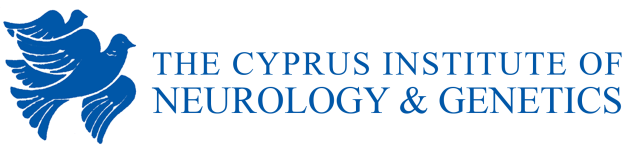 THE CYPRUS INSTITUTE OF
NEUROLOGY & GENETICS